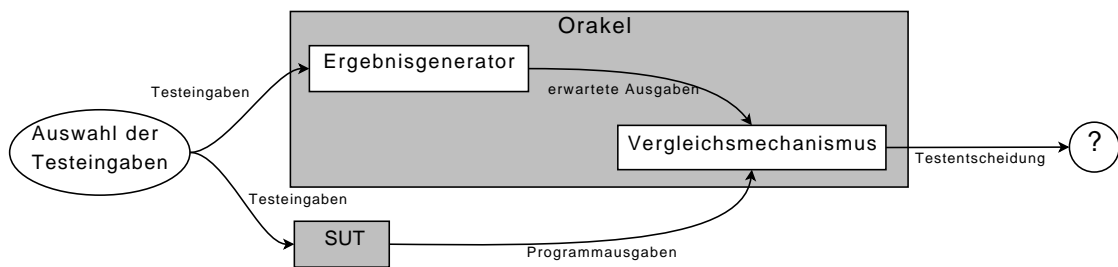 Orakel
Ergebnisgenerator
Testeingaben
erwartete Ausgaben
Auswahl der
Testeingaben
Vergleichsmechanismus
?
Testentscheidung
Testeingaben
SUT
Programmausgaben